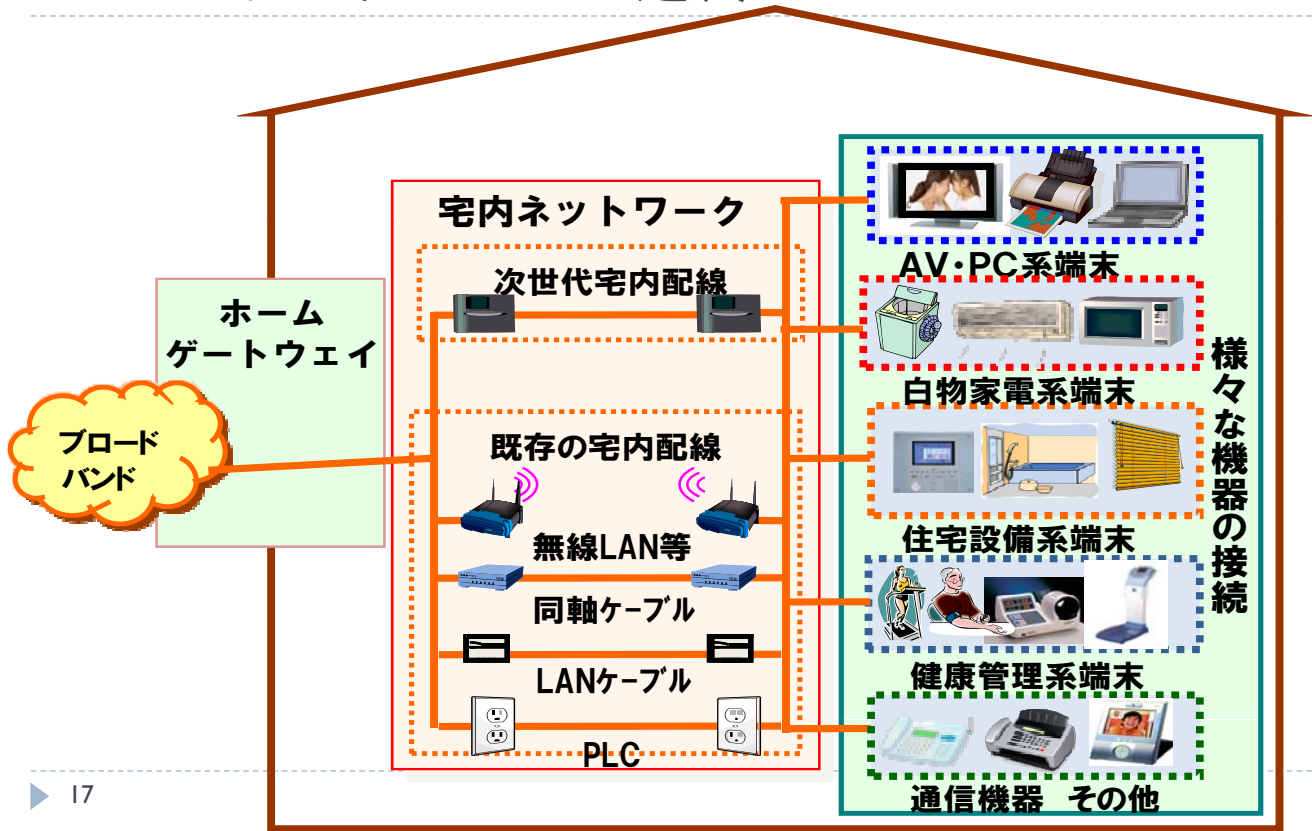 宅内ネットワーク
次世代宅内配線
ホーム
ゲートウェイ
ブロード
バンド
既存の宅内配線
無線LAN等
同軸ケーブル
LANケーブル
PLC
AV・PC系端末
白物家電系端末
住宅設備系端末
健康管理系端末
通信機器 その他
様々な機器の接続
17